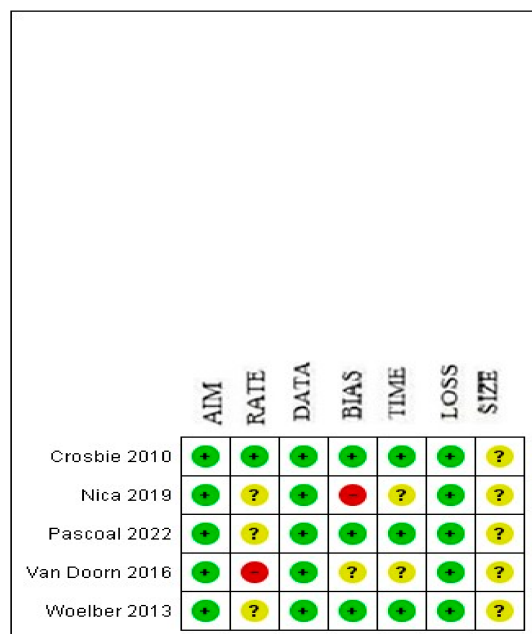 AIM RATE DATA BIAS TIME LOSS SIZE
Crosbie 2010 + + + + + + ?
Nica 2019 + ? + - ? + ?
Pascoal 2022 + ? + + + + ?
Van Doorn 2016 + - + ? ? + ?
Woelber 2013 + ? + + + + ?